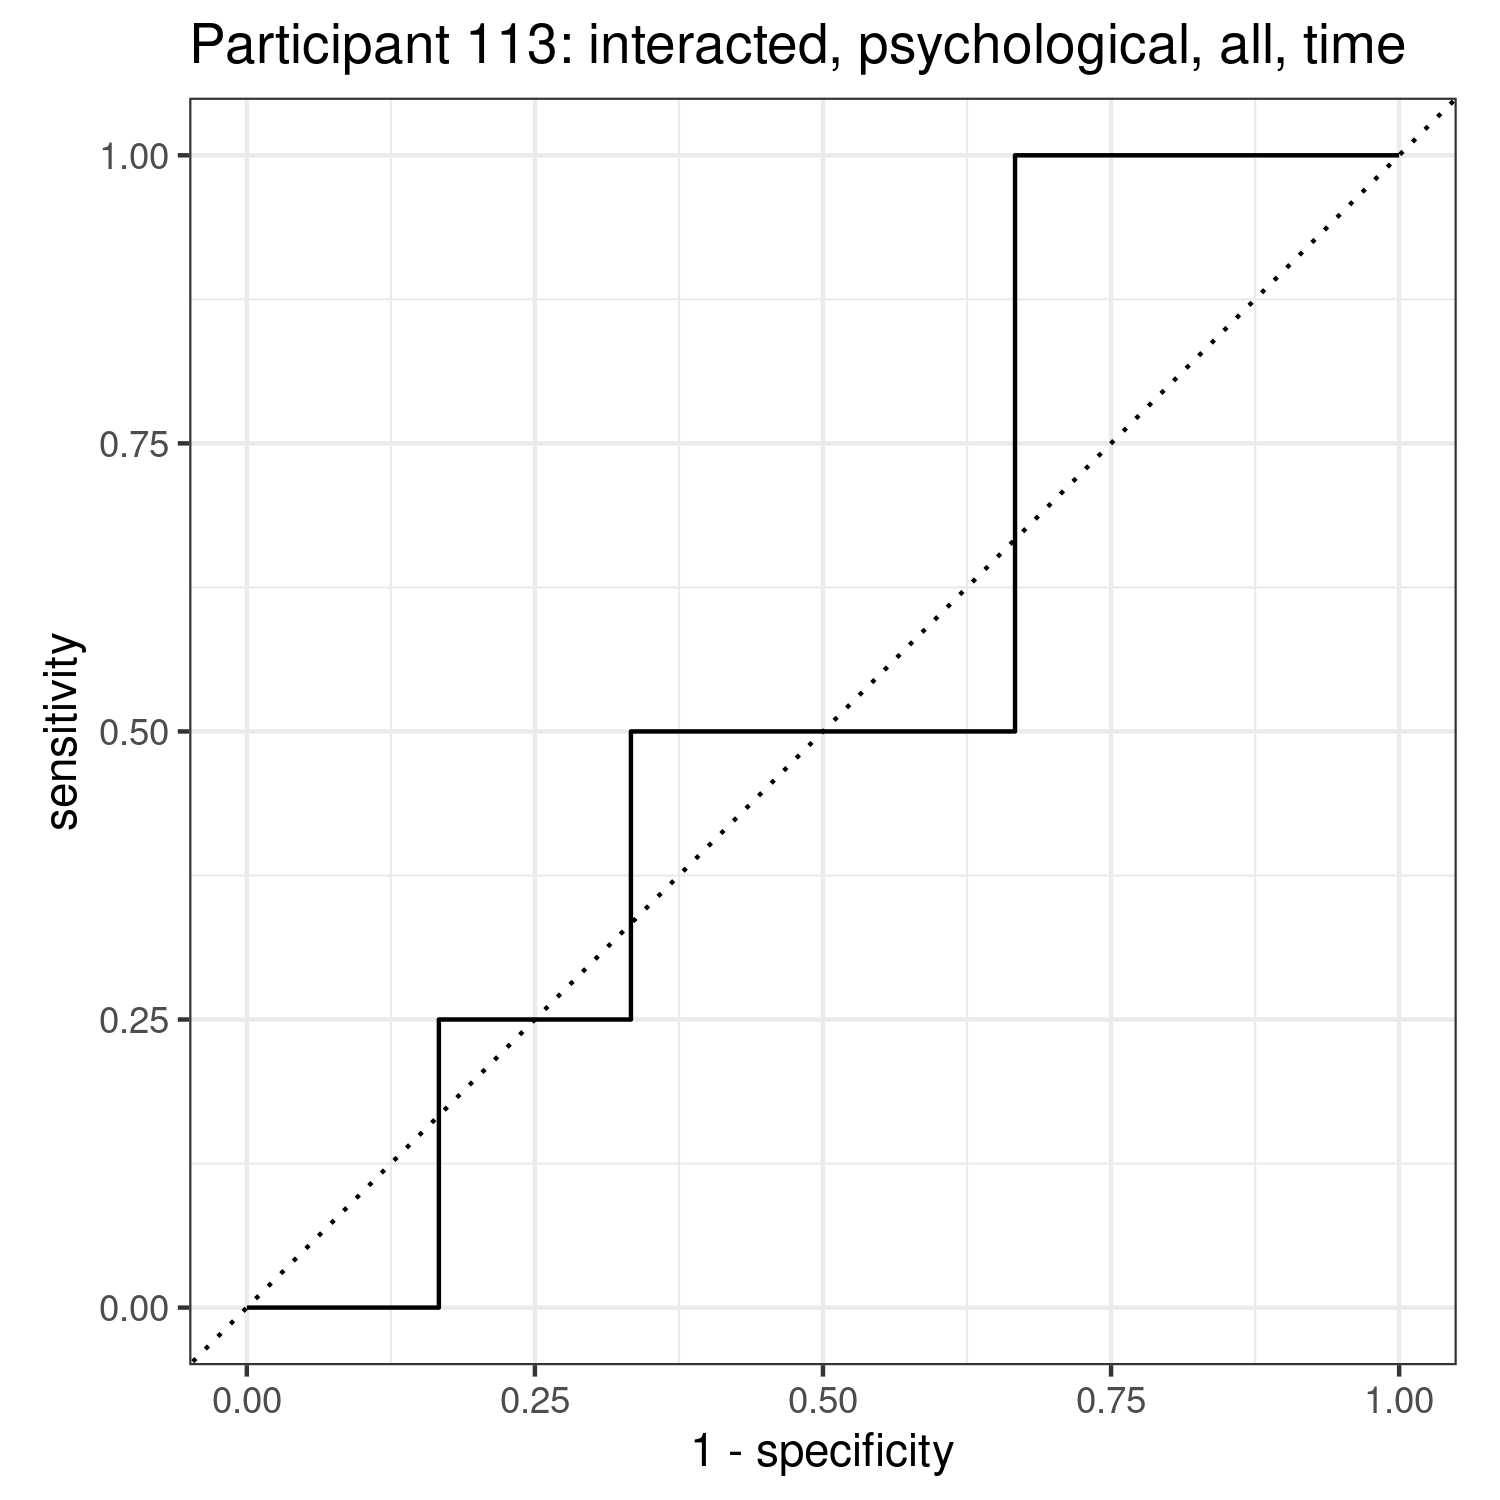 Participant 113: interacted, psychological, all, time
1.00
0.75
0.50
0.25
0.00
sensitivity
0.00 0.25 0.50 0.75 1.00
1 - specificity